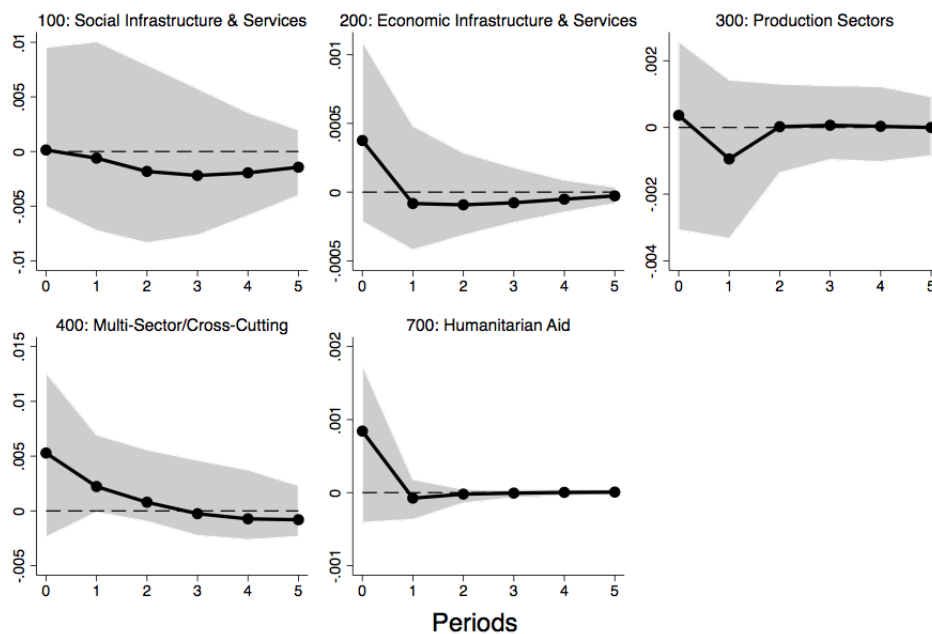 100: Social Infrastructure & Services
.01
.005
0
-.005
-.01
0 1 2 3 4 5
200: Economic Infrastructure & Services
.001
.0005
0
-.0005
0 1 2 3 4 5
300: Production Sectors
.002
0
-.002
-.004
0 1 2 3 4 5
400: Multi-Sector/Cross-Cutting
.015
.01
.005
0
-.005
0 1 2 3 4 5
700: Humanitarian Aid
.002
.001
0
-.001
0 1 2 3 4 5
Periods